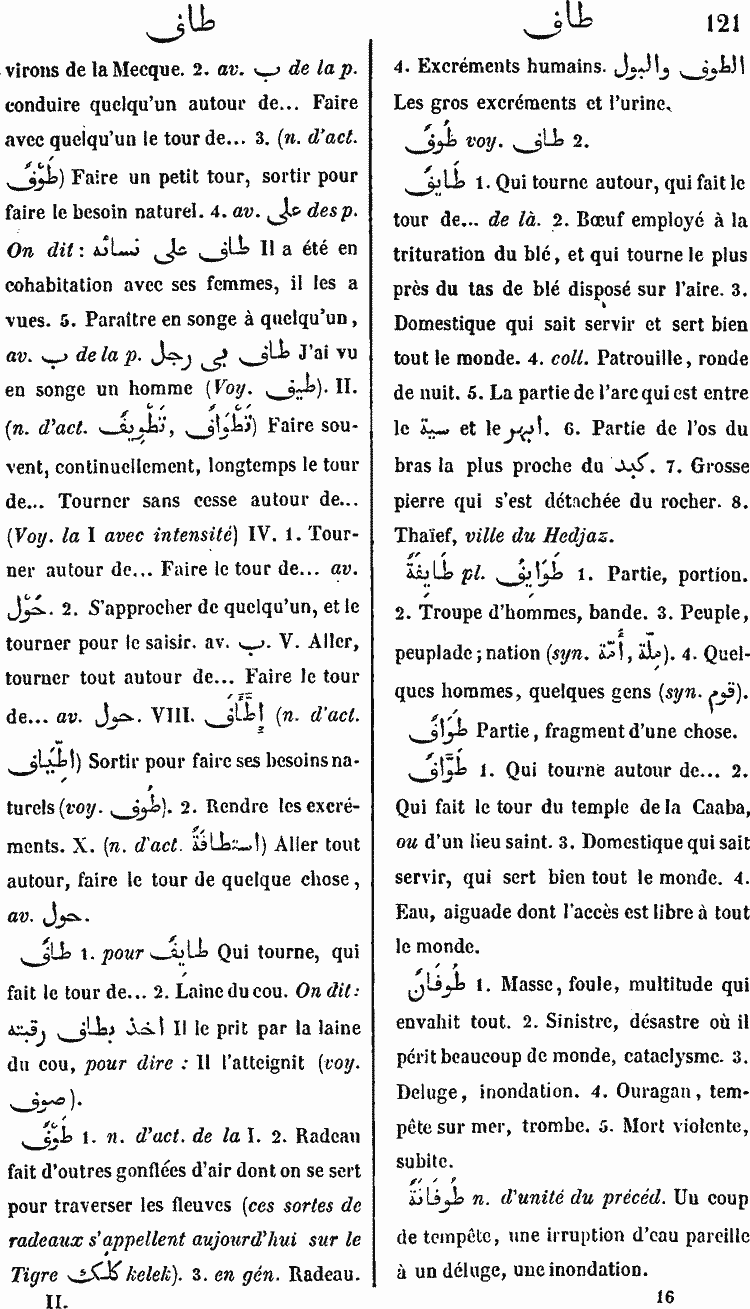 طاف
طاف 121
virons de la Mecque. 2. av. ب de la p.
conduire quelqu'un autour de... Faire
avec quelqu'un le tour de... 3. (n. d'act.
طَوْفٌ) Faire un petit tour, sortir pour
faire le besoin naturel. 4. av. على des p.
On dit : طاف على نسائه Il a été en
cohabitation avec ses femmes, il les a
vues. 5. Paraître en songe à quelqu'un,
av. ب de la p. طاف بى رجل J'ai vu
en songe un homme (Voy. طيف). II.
(n. d'act. تَطْوِيفٌ, تَطْوَافٌ) Faire sou-
vent, continuellement, longtemps le tour
de... Tourner sans cesse autour de...
(Voy. la I avec intensité) IV. 1. Tour-
ner autour de... Faire le tour de... av.
حَوْل. 2. S'approcher de quelqu'un, et le
tourner pour le saisir. av. ب. V. Aller,
tourner tout autour de... Faire le tour
de... av. حول. VIII. إِطَّافَ (n. d'act.
اطِّيَاف) Sortir pour faire ses besoins na-
turels (voy. طوف). 2. Rendre les excré-
ments. X. (n. d'act. استطافةً) Aller tout
autour, faire le tour de quelque chose,
av. حول.
طَافٌ 1. pour طايِفٌ Qui tourne, qui
fait le tour de... 2. Laine du cou. On dit:
اخذ بطاف رقبته Il le prit par la laine
du cou, pour dire : Il l'atteignit (voy.
صوف).
طَوْفٌ 1. n. d'act. de la I. 2. Radeau
fait d'outres gonflées d'air dont on se sert
pour traverser les fleuves (ces sortes de
radeaux s'appellent aujourd'hui sur le
Tigre كلك kelek). 3. en gén. Radeau.
II.
4. Excréments humains. الطوف والبول
Les gros excréments et l'urine.
طُوفٌ voy. طاف 2.
طَايِفٌ 1. Qui tourne autour, qui fait le
tour de... de là. 2. Bœuf employé à la
trituration du blé, et qui tourne le plus
près du tas de blé disposé sur l'aire. 3.
Domestique qui sait servir et sert bien
tout le monde. 4. coll. Patrouille, ronde
de nuit. 5. La partie de l'arc qui est entre
le سية et le ابهر. 6. Partie de l'os du
bras la plus proche du كبد. 7. Grosse
pierre qui s'est détachée du rocher. 8.
Thaïef, ville du Hedjaz.
طَايِفَةٌ pl. طَوَايِفُ 1. Partie, portion.
2. Troupe d'hommes, bande. 3. Peuple,
peuplade; nation (syn. مِلّة, أُمّة). 4. Quel-
ques hommes, quelques gens (syn. قوم).
طَوَافٌ Partie, fragment d'une chose.
طَوَّافٌ 1. Qui tourne autour de... 2.
Qui fait le tour du temple de la Caaba,
ou d'un lieu saint. 3. Domestique qui sait
servir, qui sert bien tout le monde. 4.
Eau, aiguade dont l'accès est libre à tout
le monde.
طُوفَانٌ 1. Masse, foule, multitude qui
envahit tout. 2. Sinistre, désastre où il
périt beaucoup de monde, cataclysme. 3.
Deluge, inondation. 4. Ouragan, tem-
pête sur mer, trombe. 5. Mort violente,
subite.
طُوفَانَةٌ n. d'unité du précéd. Un coup
de tempête, une irruption d'eau pareille
à un déluge, une inondation.
16